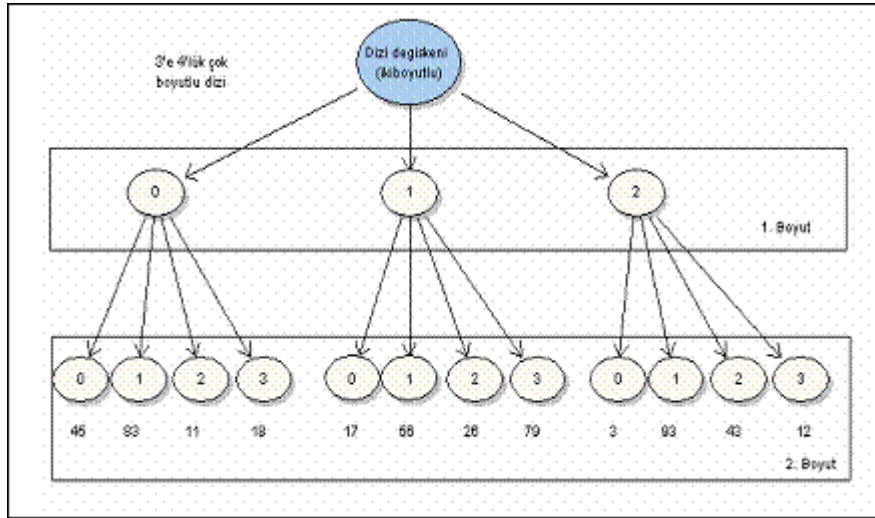 Dizi degiskeni
(ikiboyutlu)
3'e 4'lük çok
boyutlu dizi
0 1 2
1. Boyut
0 1 2 3 0 1 2 3 0 1 2 3
45 83 11 18 17 56 26 79 3 93 43 12
2. Boyut